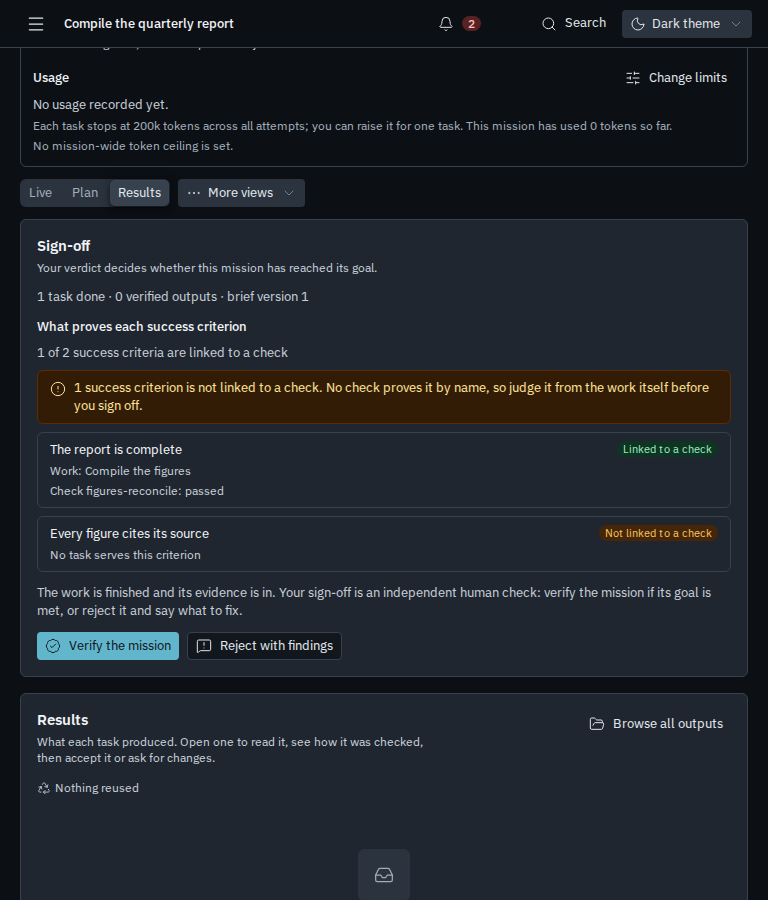 Compile the quarterly report
2
Search
Dark theme
Usage
Change limits
No usage recorded yet.
Each task stops at 200k tokens across all attempts; you can raise it for one task. This mission has used 0 tokens so far.
No mission-wide token ceiling is set.
Live
Plan
Results
More views
Sign-off
Your verdict decides whether this mission has reached its goal.
1 task done · 0 verified outputs · brief version 1
What proves each success criterion
1 of 2 success criteria are linked to a check
1 success criterion is not linked to a check. No check proves it by name, so judge it from the work itself before
you sign off.
The report is complete
Linked to a check
Work: Compile the figures
Check figures-reconcile: passed
Every figure cites its source
Not linked to a check
No task serves this criterion
The work is finished and its evidence is in. Your sign-off is an independent human check: verify the mission if its goal is
met, or reject it and say what to fix.
Verify the mission
Reject with findings
Results
Browse all outputs
What each task produced. Open one to read it, see how it was checked,
then accept it or ask for changes.
Nothing reused